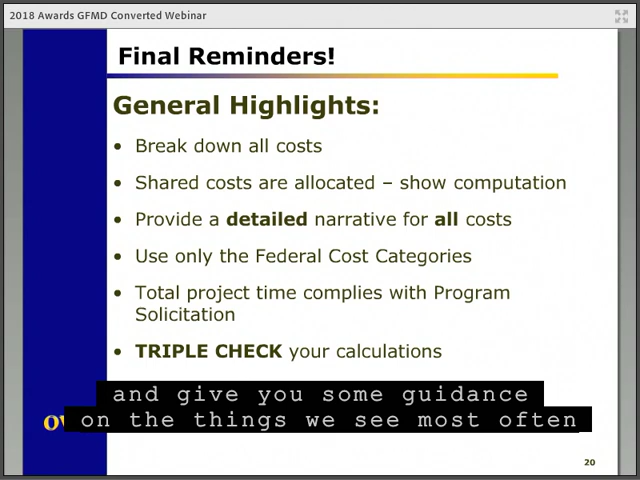 2018 Awards GFMD Converted Webinar
Final Reminders!
General Highlights:
• Break down all costs
• Shared costs are allocated – show computation
• Provide a detailed narrative for all costs
• Use only the Federal Cost Categories
• Total project time complies with Program
Solicitation
• TRIPLE CHECK your calculations
and give you some guidance
on the things we see most often
20